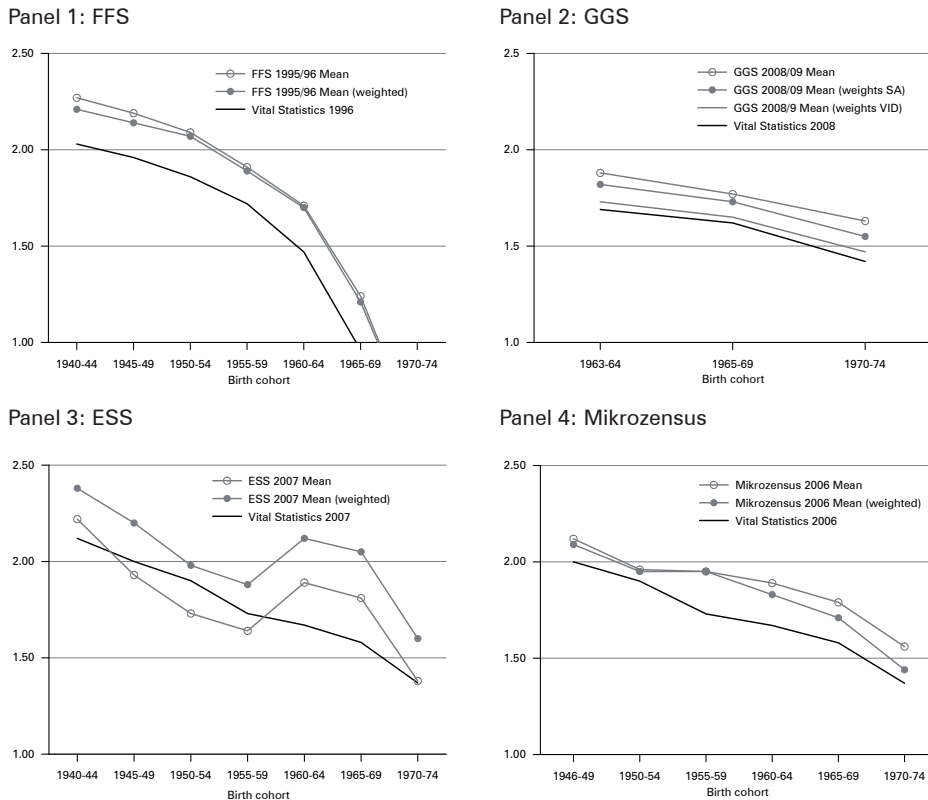 Panel 1: FFS
2.50
2.00
1.50
1.00
FFS 1995/96 Mean
FFS 1995/96 Mean (weighted)
Vital Statistics 1996
1940-44 1945-49 1950-54 1955-59 1960-64 1965-69 1970-74
Birth cohort
Panel 2: GGS
2.5
2.0
1.5
1.0
GGS 2008/09 Mean
GGS 2008/09 Mean (weights SA)
GGS 2008/9 Mean (weights VID)
Vital Statistics 2008
1963-64 1965-69 1970-74
Birth cohort
Panel 3: ESS
2.50
2.00
1.50
1.00
ESS 2007 Mean
ESS 2007 Mean (weighted)
Vital Statistics 2007
1940-44 1945-49 1950-54 1955-59 1960-64 1965-69 1970-74
Birth cohort
Panel 4: Mikrozensus
2.50
2.00
1.50
1.00
Mikrozensus 2006 Mean
Mikrozensus 2006 Mean (weighted)
Vital Statistics 2006
1946-49 1950-54 1955-59 1960-64 1965-69 1970-74
Birth cohort